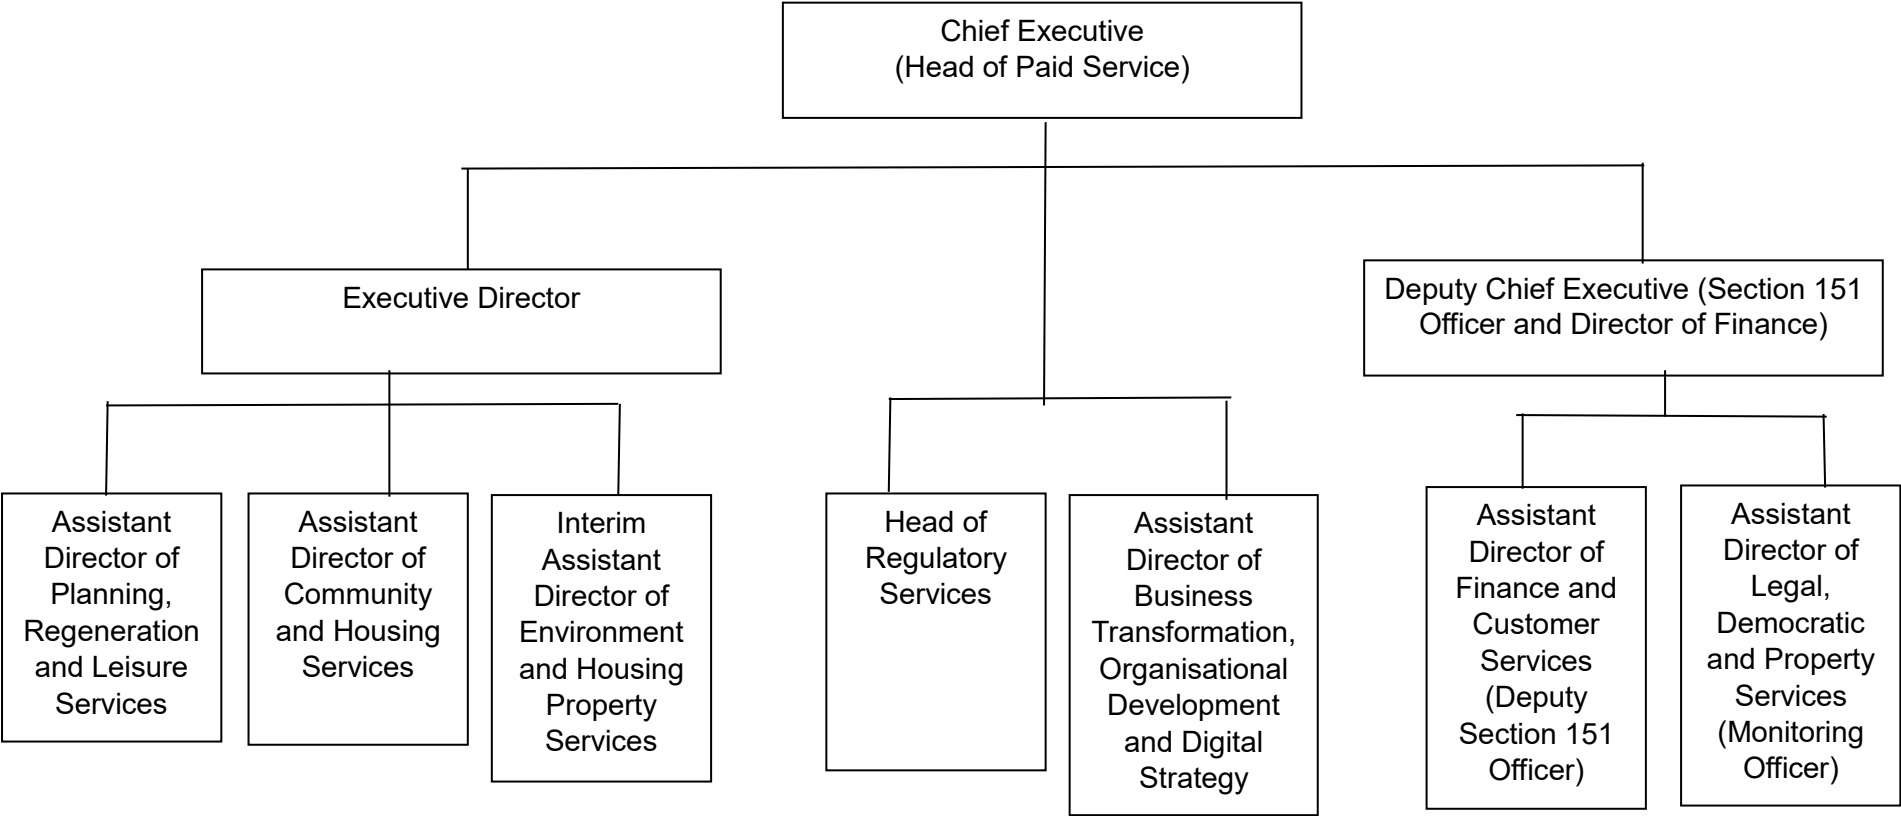 Chief Executive
(Head of Paid Service)
Executive Director
Deputy Chief Executive (Section 151
Officer and Director of Finance)
Assistant
Director of
Planning,
Regeneration
and Leisure
Services
Assistant
Director of
Community
and Housing
Services
Interim
Assistant
Director of
Environment
and Housing
Property
Services
Head of
Regulatory
Services
Assistant
Director of
Business
Transformation,
Organisational
Development
and Digital
Strategy
Assistant
Director of
Finance and
Customer
Services
(Deputy
Section 151
Officer)
Assistant
Director of
Legal,
Democratic
and Property
Services
(Monitoring
Officer)